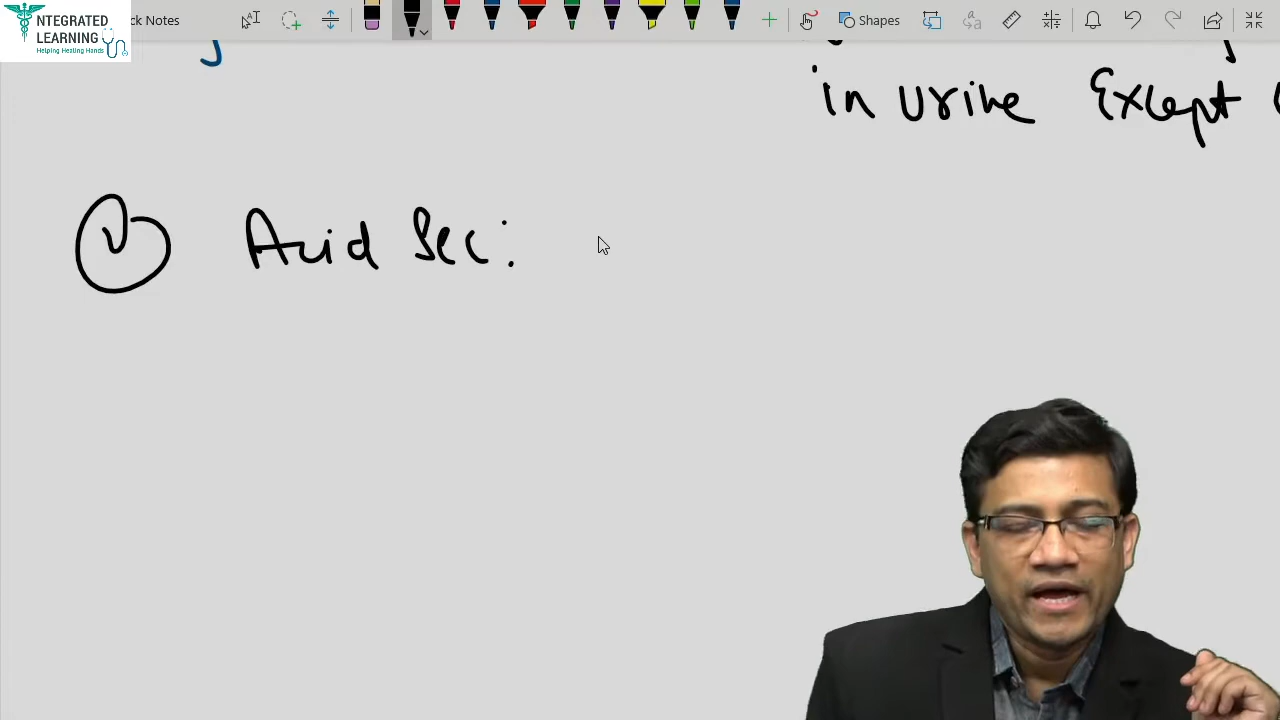 NTEGRATED
LEARNING
Helping Healing Hands
ck Notes
Shapes
in urine Except
Acid Sec: